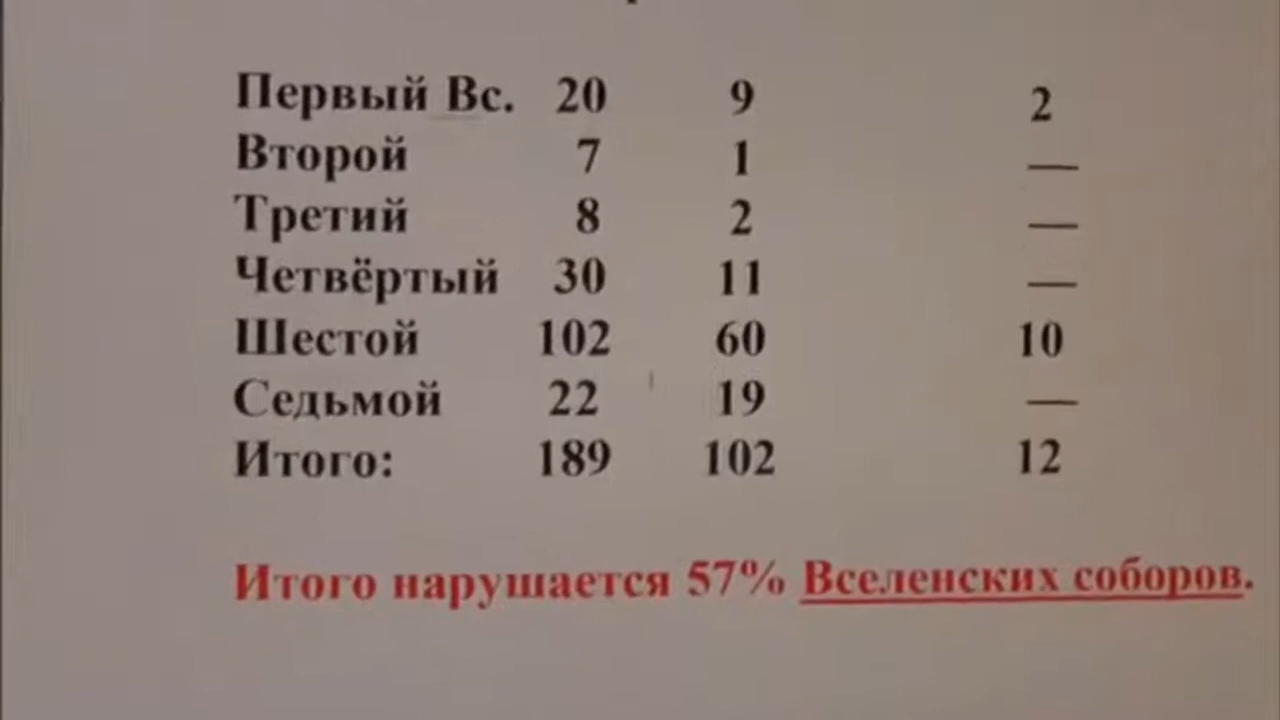 Первый Вс. 20 9 2
Второй 7 1 —
Третий 8 2 —
Четвёртый 30 11 —
Шестой 102 60 10
Седьмой 22 19 —
Итого: 189 102 12
Итого нарушается 57% Вселенских соборов.